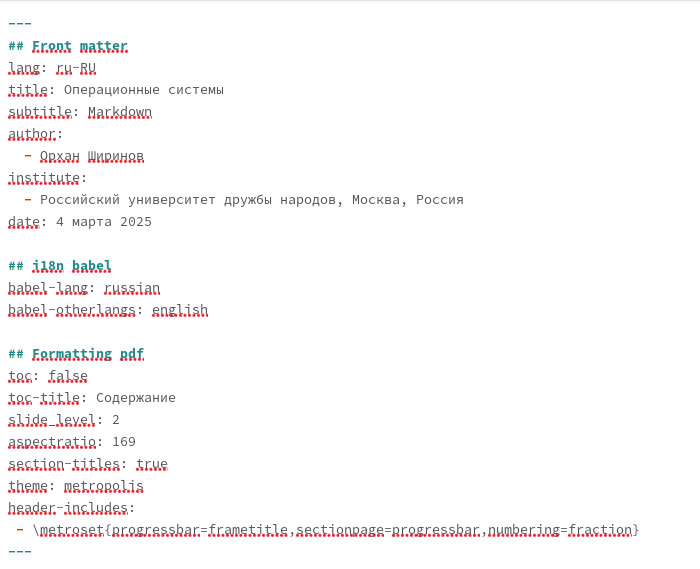 ---
## Front matter
lang: ru-RU
title: Операционные системы
subtitle: Markdown
author:
  - Орхан Ширинов
institute:
  - Российский университет дружбы народов, Москва, Россия
date: 4 марта 2025

## i18n babel
babel-lang: russian
babel-otherlangs: english

## Formatting pdf
toc: false
toc-title: Содержание
slide_level: 2
aspectratio: 169
section-titles: true
theme: metropolis
header-includes:
 - \metroset{progressbar=frametitle,sectionpage=progressbar,numbering=fraction}
---